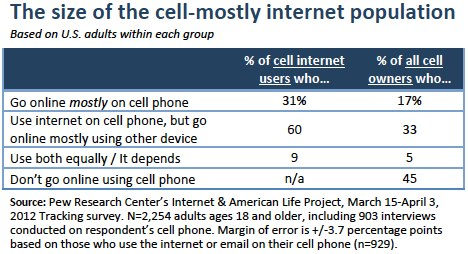 The size of the cell-mostly internet population
Based on U.S. adults within each group
% of cell internet users who… % of all cell owners who…
Go online mostly on cell phone 31% 17%
Use internet on cell phone, but go online mostly using other device 60 33
Use both equally / It depends 9 5
Don't go online using cell phone n/a 45
Source: Pew Research Center's Internet & American Life Project, March 15-April 3,
2012 Tracking survey. N=2,254 adults ages 18 and older, including 903 interviews
conducted on respondent's cell phone. Margin of error is +/-3.7 percentage points
based on those who use the internet or email on their cell phone (n=929).